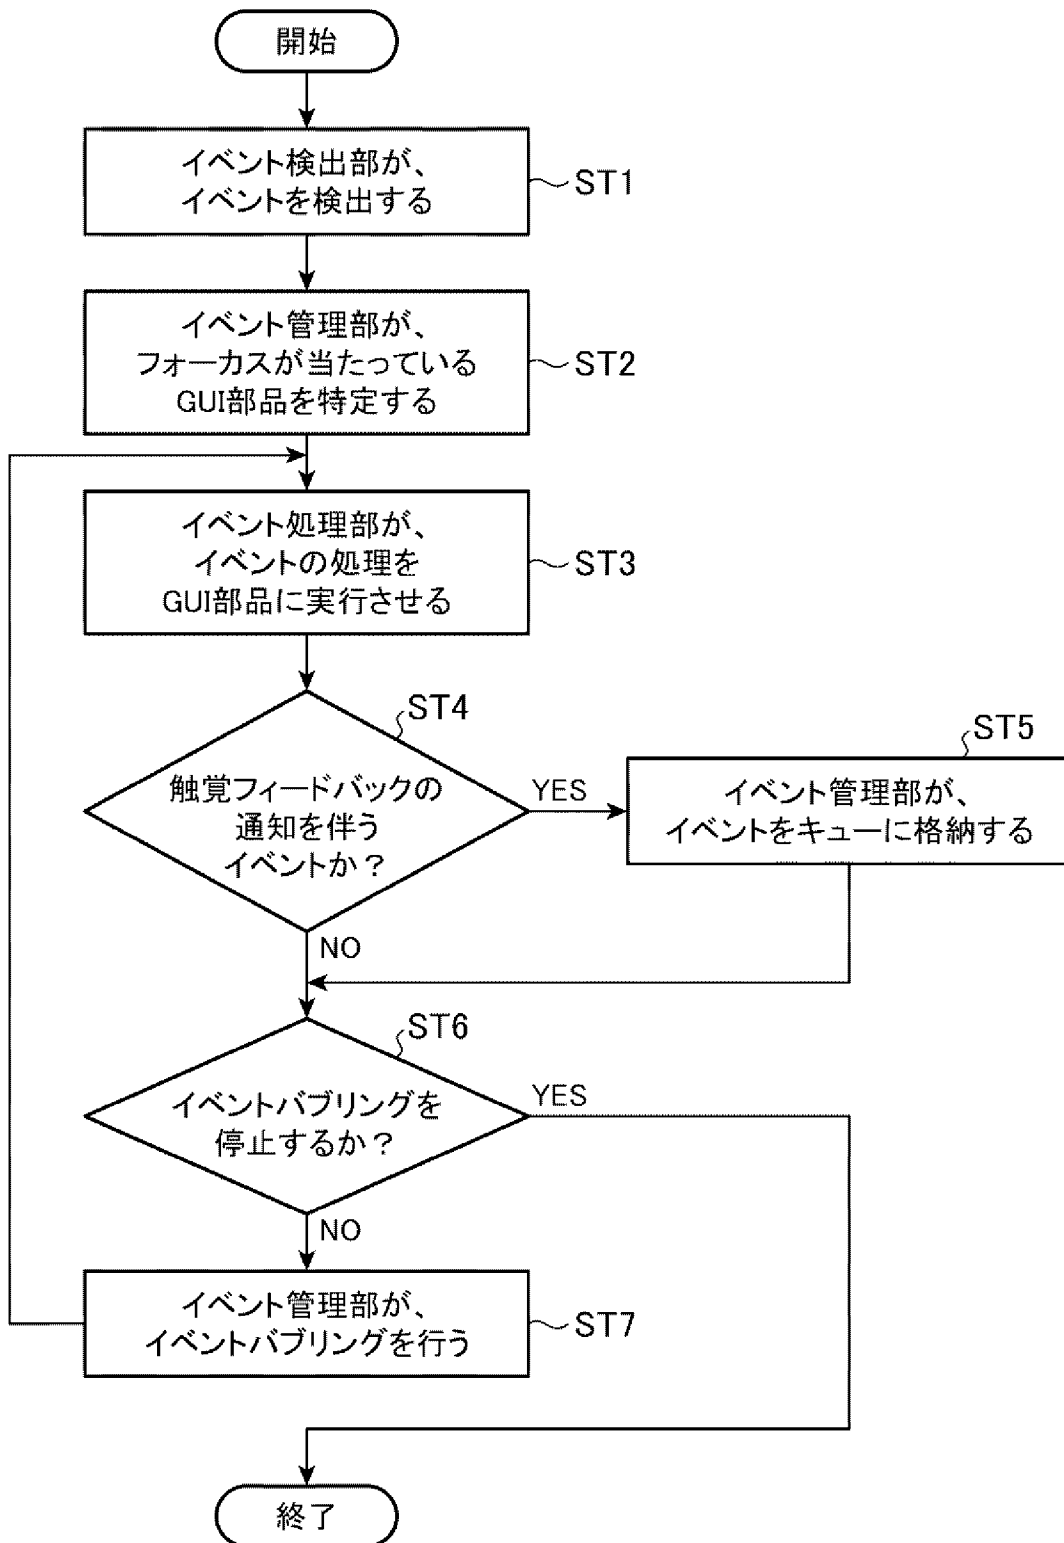 開始
イベント検出部が、
イベントを検出する
ST1
イベント管理部が、
フォーカスが当たっている
GUI部品を特定する
ST2
イベント処理部が、
イベントの処理を
GUI部品に実行させる
ST3
ST4
触覚フィードバックの
通知を伴う
イベントか？
YES
NO
ST5
イベント管理部が、
イベントをキューに格納する
ST6
イベントバブリングを
停止するか？
YES
NO
イベント管理部が、
イベントバブリングを行う
ST7
終了